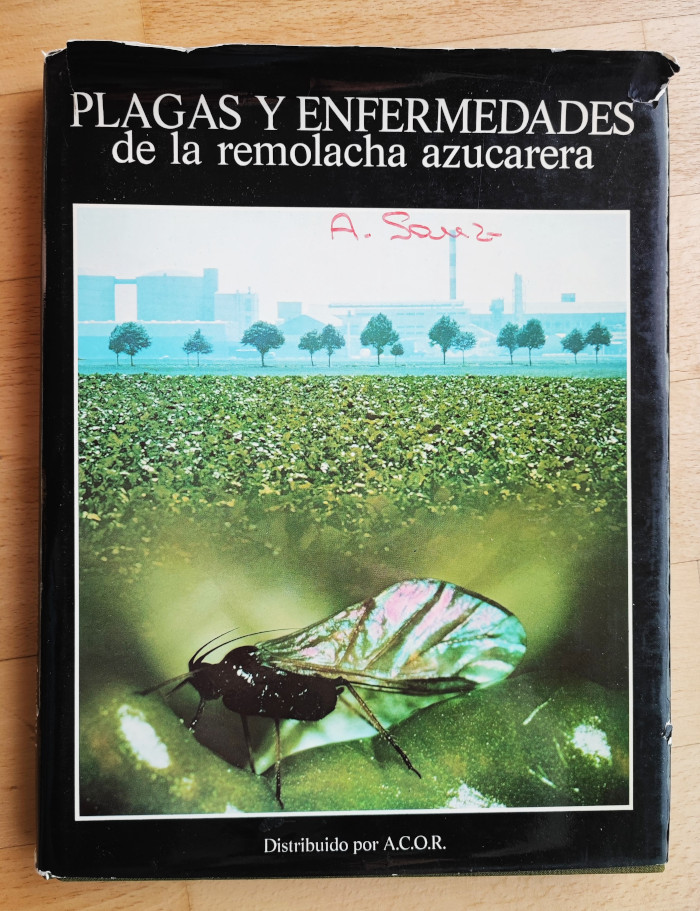 PLAGAS Y ENFERMEDADES
de la remolacha azucarera
A. Sanz
Distribuido por A.C.O.R.